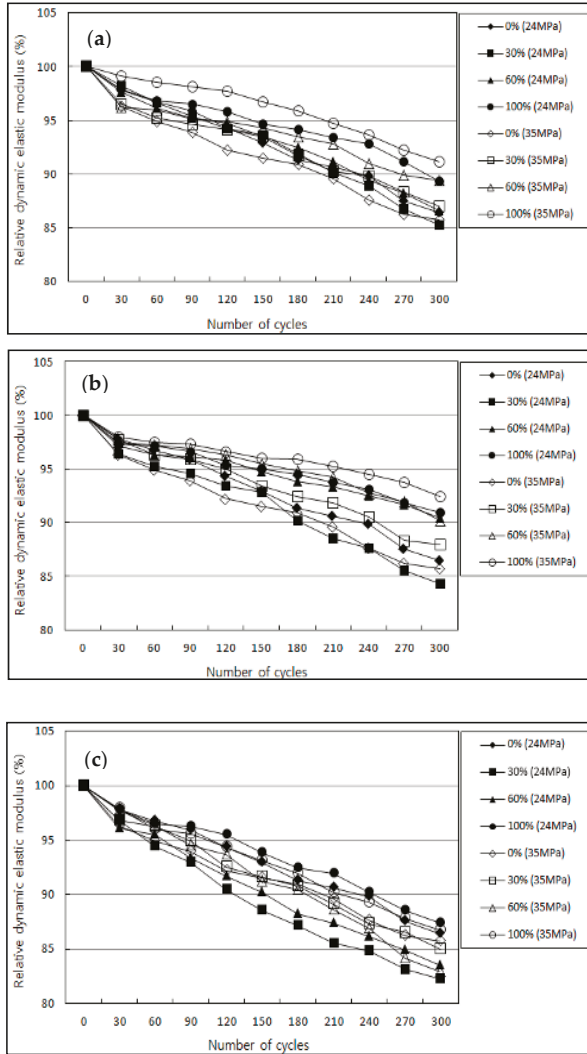 (a)
105
100
95
90
85
80
Relative dynamic elastic modulus (%)
0 30 60 90 120 150 180 210 240 270 300
Number of cycles
0% (24MPa)
30% (24MPa)
60% (24MPa)
100% (24MPa)
0% (35MPa)
30% (35MPa)
60% (35MPa)
100% (35MPa)
(b)
105
100
95
90
85
80
Relative dynamic elastic modulus (%)
0 30 60 90 120 150 180 210 240 270 300
Number of cycles
0% (24MPa)
30% (24MPa)
60% (24MPa)
100% (24MPa)
0% (35MPa)
30% (35MPa)
60% (35MPa)
100% (35MPa)
(c)
105
100
95
90
85
80
Relative dynamic elastic modulus (%)
0 30 60 90 120 150 180 210 240 270 300
Number of cycles
0% (24MPa)
30% (24MPa)
60% (24MPa)
100% (24MPa)
0% (35MPa)
30% (35MPa)
60% (35MPa)
100% (35MPa)